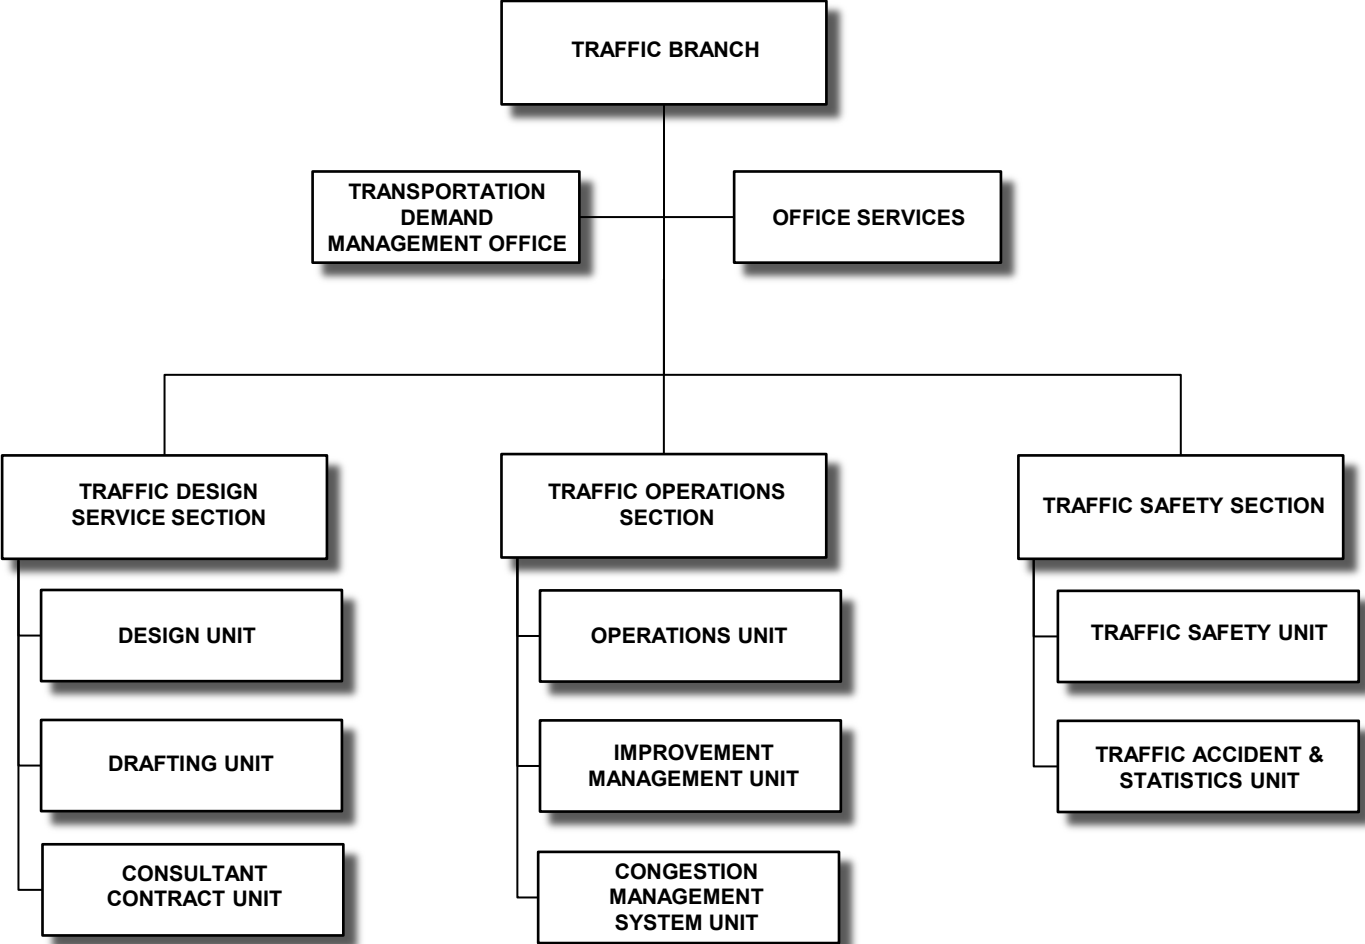 TRAFFIC BRANCH
TRANSPORTATION
DEMAND
MANAGEMENT OFFICE
OFFICE SERVICES
TRAFFIC DESIGN
SERVICE SECTION
DESIGN UNIT
DRAFTING UNIT
CONSULTANT
CONTRACT UNIT
TRAFFIC OPERATIONS
SECTION
OPERATIONS UNIT
IMPROVEMENT
MANAGEMENT UNIT
CONGESTION
MANAGEMENT
SYSTEM UNIT
TRAFFIC SAFETY SECTION
TRAFFIC SAFETY UNIT
TRAFFIC ACCIDENT &
STATISTICS UNIT